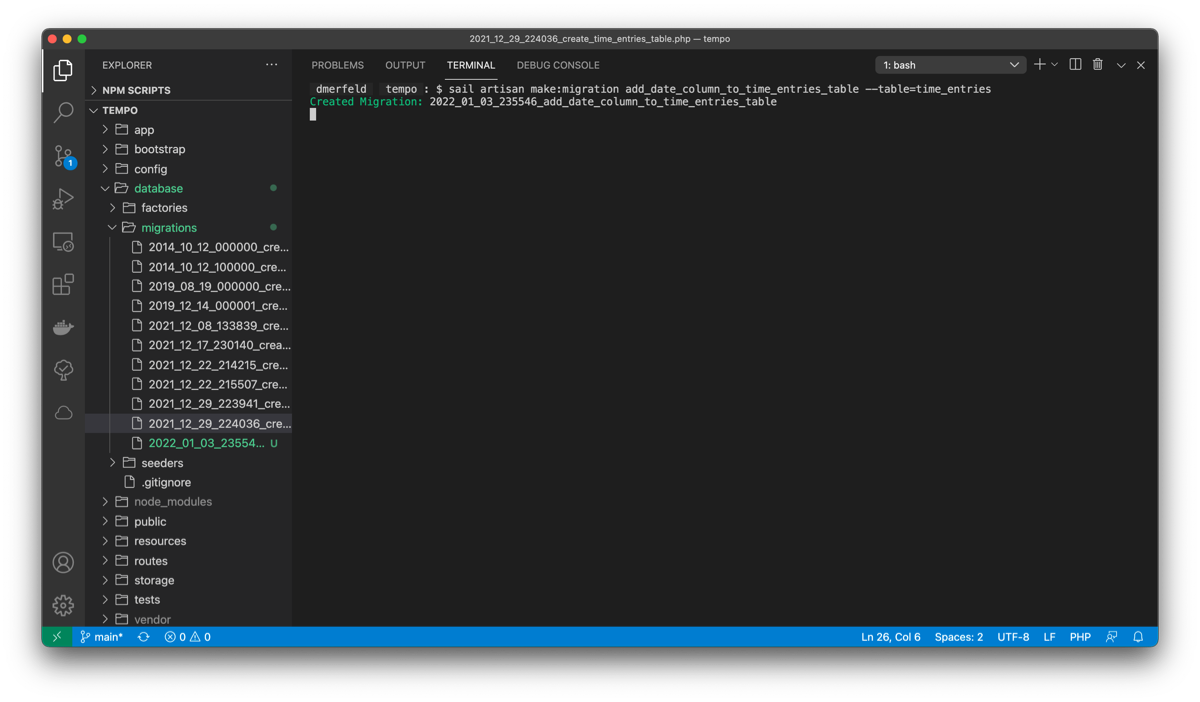 2021_12_29_224036_create_time_entries_table.php — tempo
EXPLORER
...
NPM SCRIPTS
TEMPO
app
bootstrap
config
database
factories
migrations
2014_10_12_000000_cre...
2014_10_12_100000_cre...
2019_08_19_000000_cre...
2019_12_14_000001_cre...
2021_12_08_133839_cre...
2021_12_17_230140_crea...
2021_12_22_214215_cre...
2021_12_22_215507_cre...
2021_12_29_223941_cre...
2021_12_29_224036_cre...
2022_01_03_23554... U
seeders
.gitignore
node_modules
public
resources
routes
storage
tests
vendor
1
PROBLEMS OUTPUT TERMINAL DEBUG CONSOLE 1: bash
dmerfeld tempo : $ sail artisan make:migration add_date_column_to_time_entries_table --table=time_entries
Created Migration: 2022_01_03_235546_add_date_column_to_time_entries_table
main* 0 0 Ln 26, Col 6 Spaces: 2 UTF-8 LF PHP